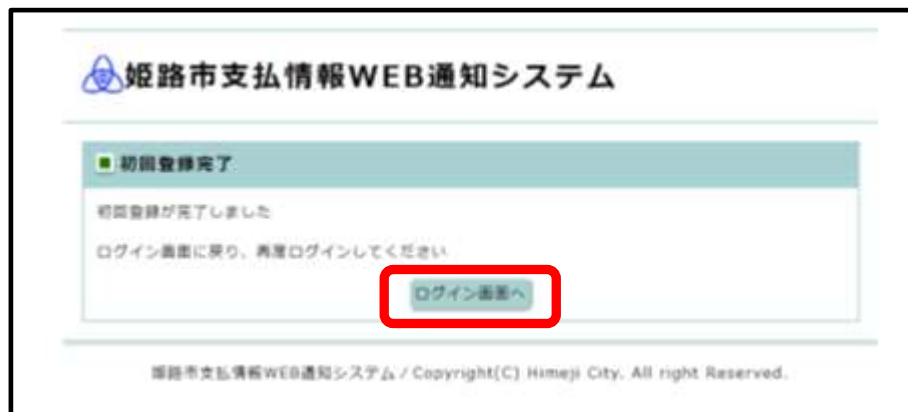 姫路市支払情報WEB通知システム
初回登録完了
初回登録が完了しました
ログイン画面に戻り、再度ログインしてください
ログイン画面へ
姫路市支払情報WEB通知システム / Copyright(C) Himeji City. All right Reserved.